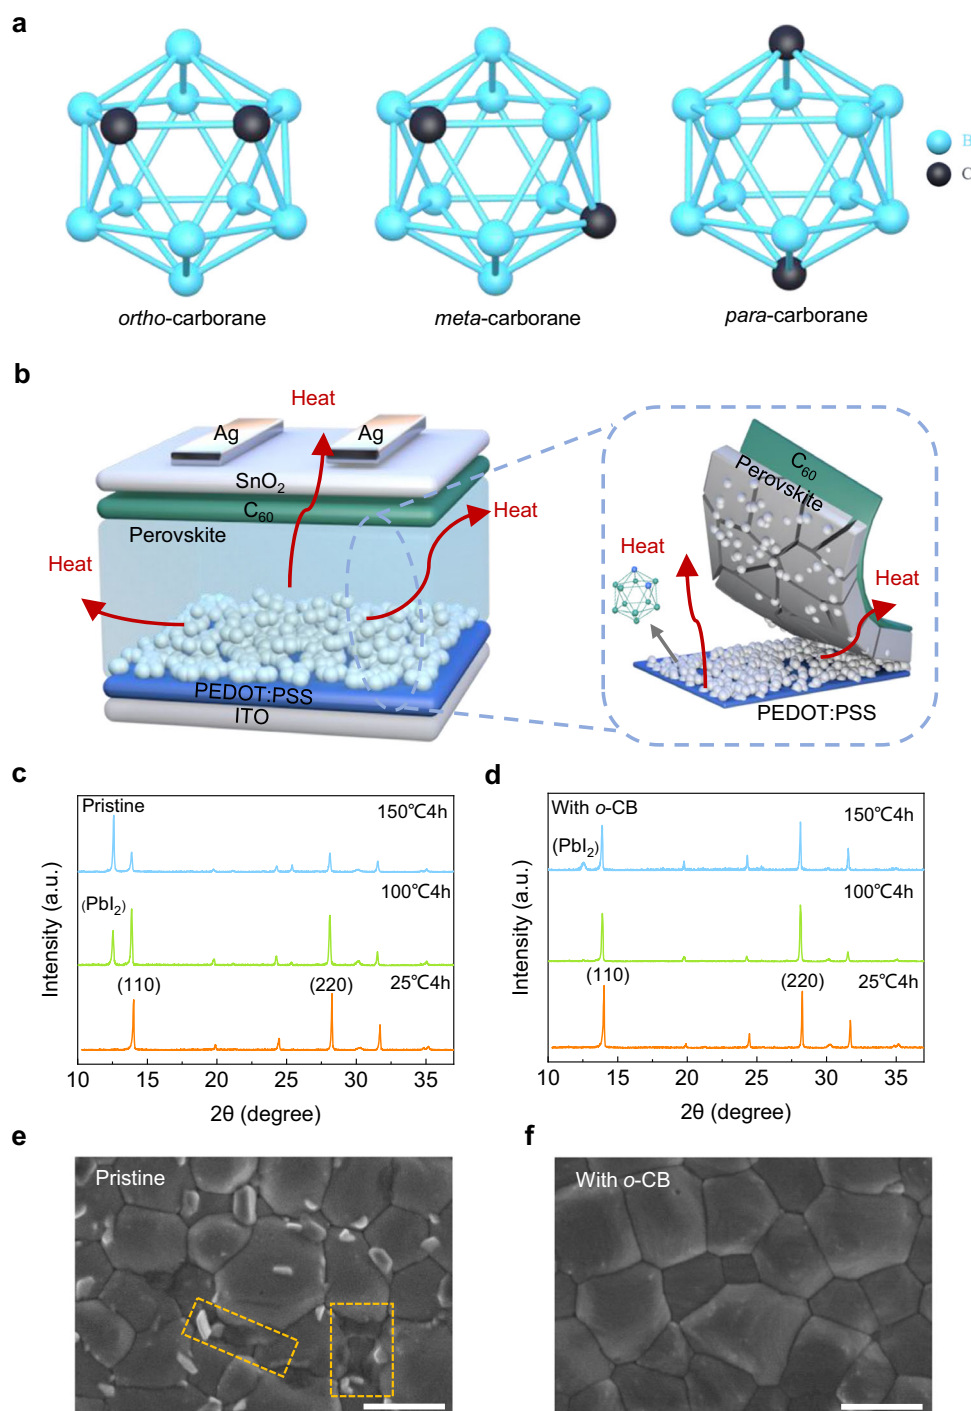 a
B
C
ortho-carborane
meta-carborane
para-carborane
b
Heat
Ag
Ag
SnO2
C60
Perovskite
Heat
Heat
PEDOT:PSS
ITO
C60
Perovskite
Heat
Heat
PEDOT:PSS
c
Pristine
150℃4h
(PbI2)
100℃4h
(110)
(220)
25℃4h
Intensity (a.u.)
10 15 20 25 30 35
2θ (degree)
d
With o-CB
150℃4h
(PbI2)
100℃4h
(110)
(220)
25℃4h
Intensity (a.u.)
10 15 20 25 30 35
2θ (degree)
e
Pristine
f
With o-CB